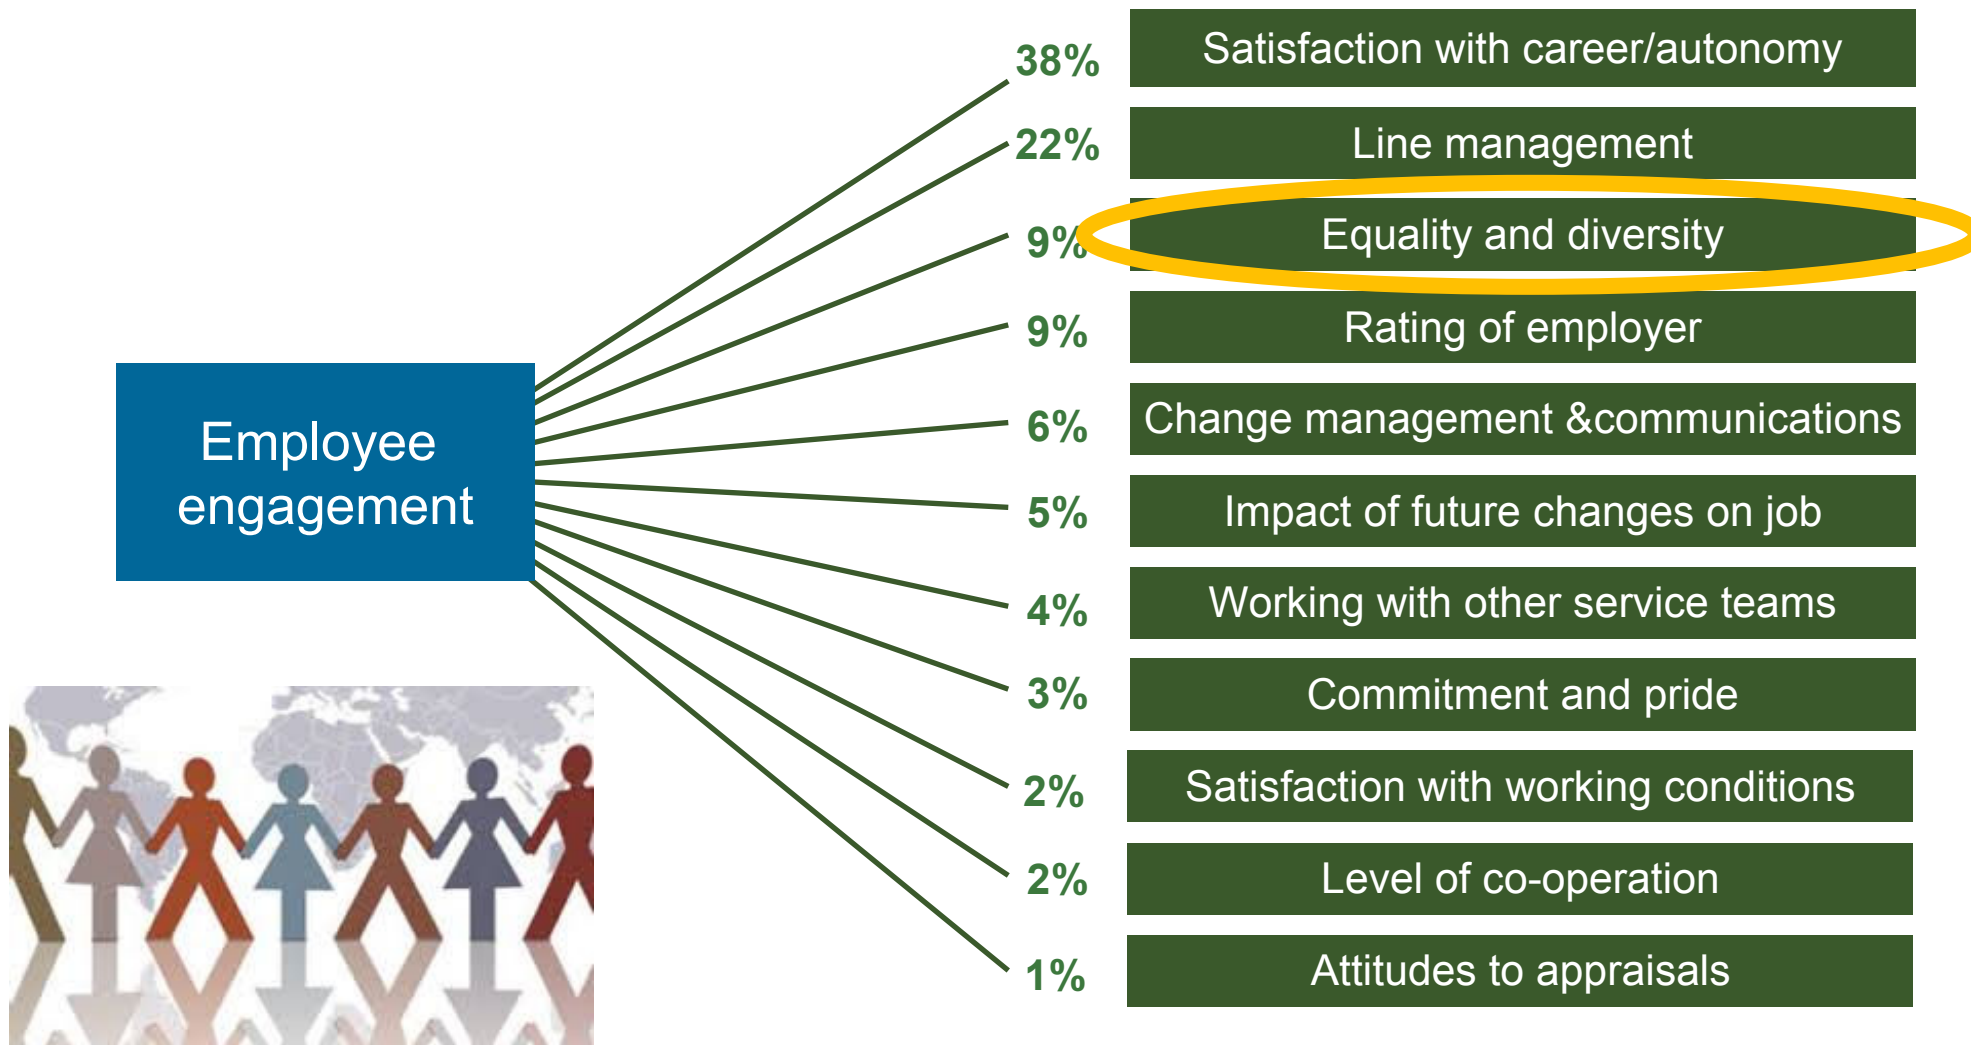 38% Satisfaction with career/autonomy
22% Line management
9% Equality and diversity
9% Rating of employer
6% Change management &communications
5% Impact of future changes on job
4% Working with other service teams
3% Commitment and pride
2% Satisfaction with working conditions
2% Level of co-operation
1% Attitudes to appraisals
Employee
engagement